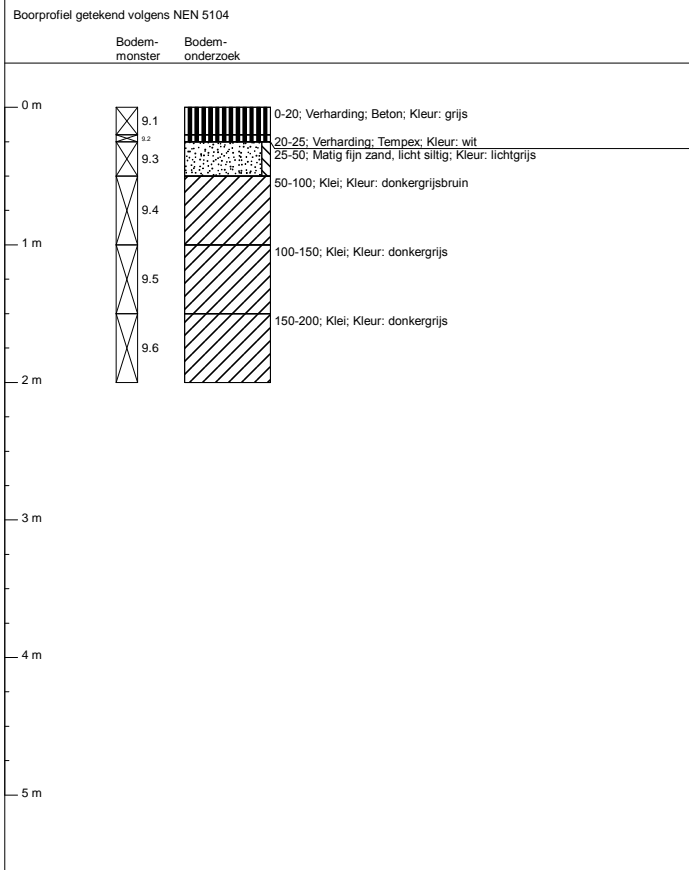 Boorprofiel getekend volgens NEN 5104
Bodem-
monster
Bodem-
onderzoek
0 m
9.1
0-20; Verharding; Beton; Kleur: grijs
9.2
20-25; Verharding; Tempex; Kleur: wit
9.3
25-50; Matig fijn zand, licht siltig; Kleur: lichtgrijs
50-100; Klei; Kleur: donkergrijsbruin
9.4
1 m
100-150; Klei; Kleur: donkergrijs
9.5
150-200; Klei; Kleur: donkergrijs
9.6
2 m
3 m
4 m
5 m